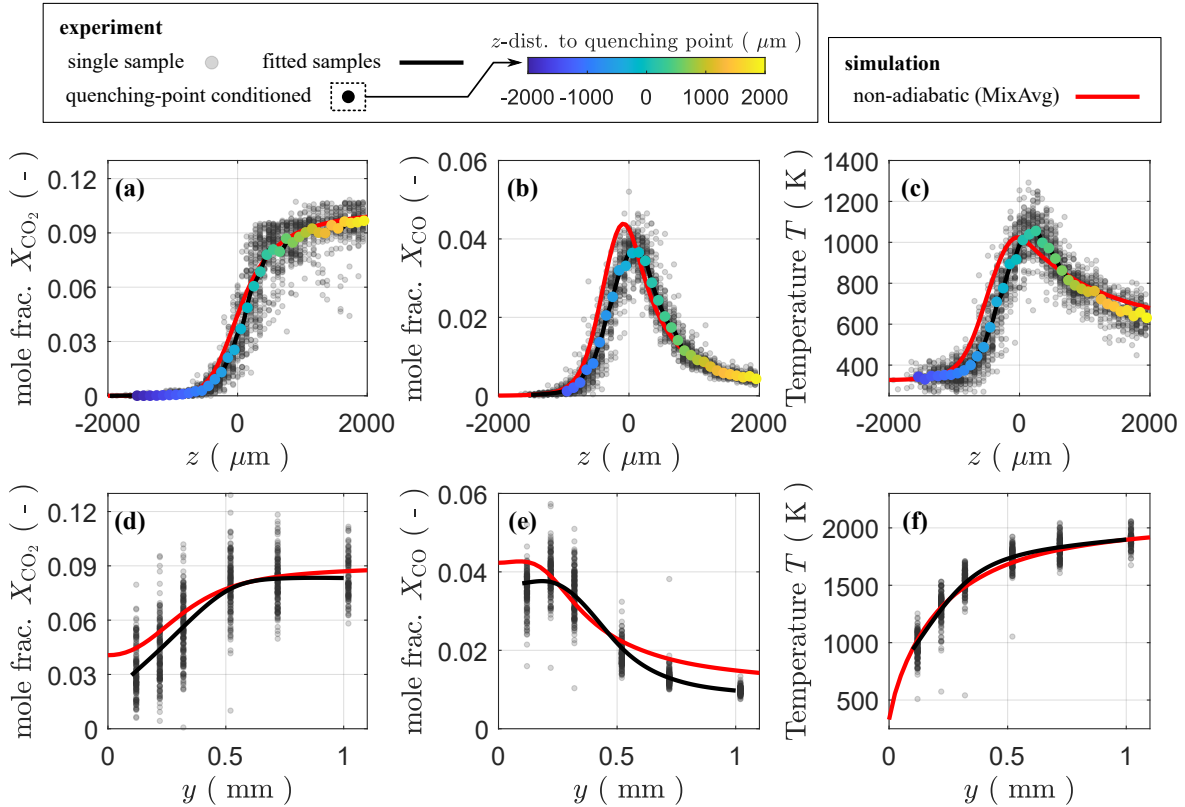 experiment
single sample
fitted samples
quenching-point conditioned
z-dist. to quenching point ( μm )
-2000 -1000 0 1000 2000
simulation
non-adiabatic (MixAvg)
mole frac. X_CO₂ ( - )
(a)
0.12
0.09
0.06
0.03
0
-2000 0 2000
z ( μm )
mole frac. X_CO ( - )
(b)
0.06
0.04
0.02
0
-2000 0 2000
z ( μm )
Temperature T ( K )
(c)
1400
1200
1000
800
600
400
-2000 0 2000
z ( μm )
mole frac. X_CO₂ ( - )
(d)
0.12
0.09
0.06
0.03
0
0 0.5 1
y ( mm )
mole frac. X_CO ( - )
(e)
0.06
0.04
0.02
0
0 0.5 1
y ( mm )
Temperature T ( K )
(f)
2000
1500
1000
500
0 0.5 1
y ( mm )